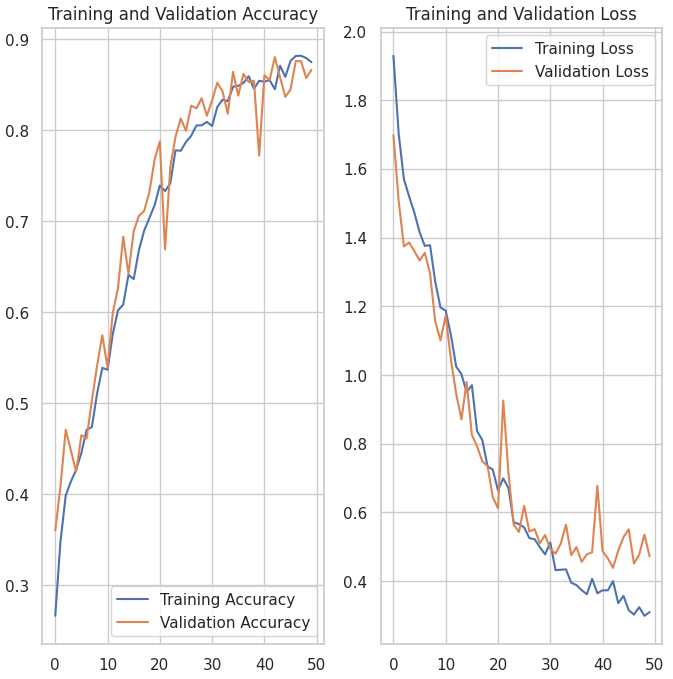 Training and Validation Accuracy
0.9
0.8
0.7
0.6
0.5
0.4
0.3
Training Accuracy
Validation Accuracy
0 10 20 30 40 50
Training and Validation Loss
2.0
1.8
1.6
1.4
1.2
1.0
0.8
0.6
0.4
Training Loss
Validation Loss
0 10 20 30 40 50